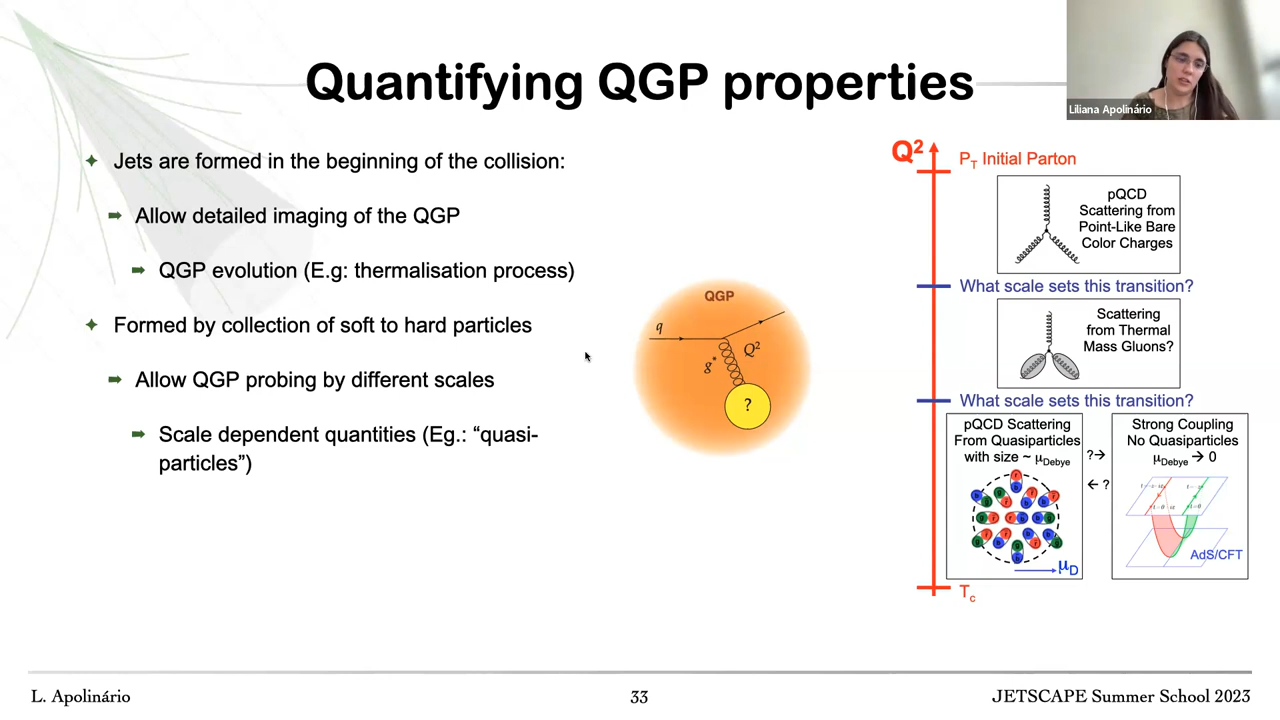 Quantifying QGP properties
Liliana Apolinário
Jets are formed in the beginning of the collision:
Allow detailed imaging of the QGP
QGP evolution (E.g: thermalisation process)
Formed by collection of soft to hard particles
Allow QGP probing by different scales
Scale dependent quantities (Eg.: “quasi-
particles”)
QGP
q
g*
Q²
?
Q²
P_T Initial Parton
pQCD
Scattering from
Point-Like Bare
Color Charges
What scale sets this transition?
Scattering
from Thermal
Mass Gluons?
What scale sets this transition?
pQCD Scattering
From Quasiparticles
with size ~ μ_Debye
μ_D
?→
← ?
Strong Coupling
No Quasiparticles
μ_Debye → 0
AdS/CFT
T_c
L. Apolinário
33
JETSCAPE Summer School 2023